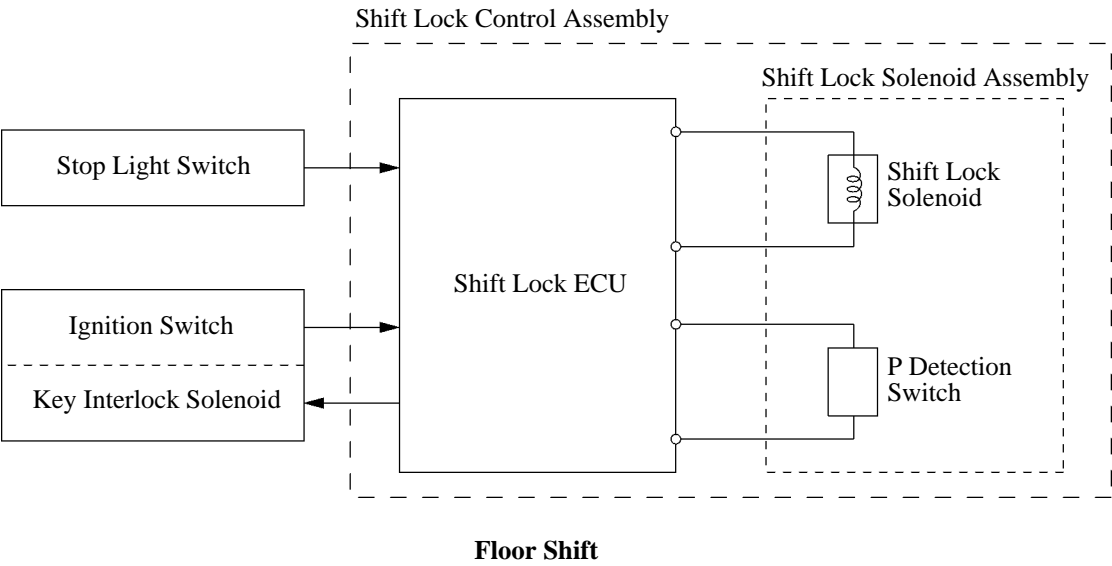 Shift Lock Control Assembly
Shift Lock Solenoid Assembly
Stop Light Switch
Shift Lock
Solenoid
Shift Lock ECU
Ignition Switch
Key Interlock Solenoid
P Detection
Switch
Floor Shift